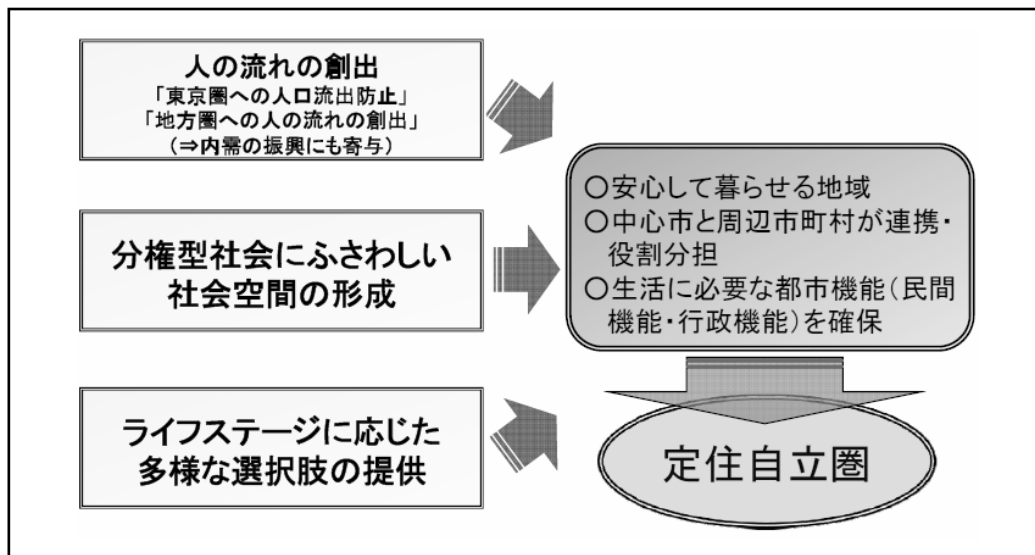 人の流れの創出
「東京圏への人口流出防止」
「地方圏への人の流れの創出」
(⇒内需の振興にも寄与)
分権型社会にふさわしい
社会空間の形成
ライフステージに応じた
多様な選択肢の提供
○安心して暮らせる地域
○中心市と周辺市町村が連携・
役割分担
○生活に必要な都市機能(民間
機能・行政機能)を確保
定住自立圏